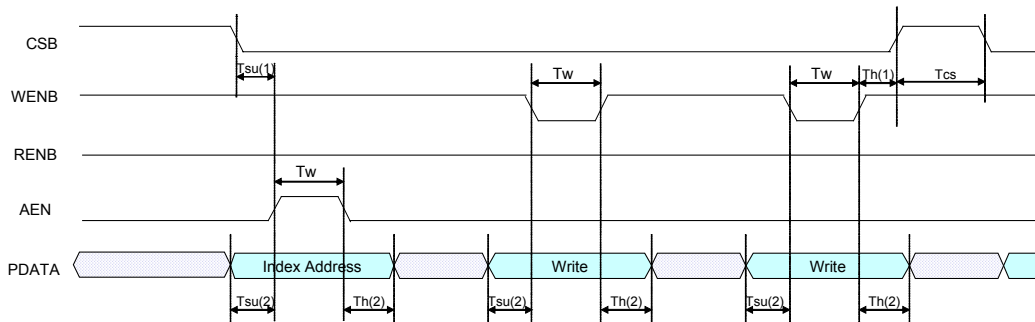 CSB
Tsu(1)
Tw
Tw
Th(1)
Tcs
WENB
RENB
Tw
AEN
PDATA
Index Address
Write
Write
Tsu(2)
Th(2)
Tsu(2)
Th(2)
Tsu(2)
Th(2)